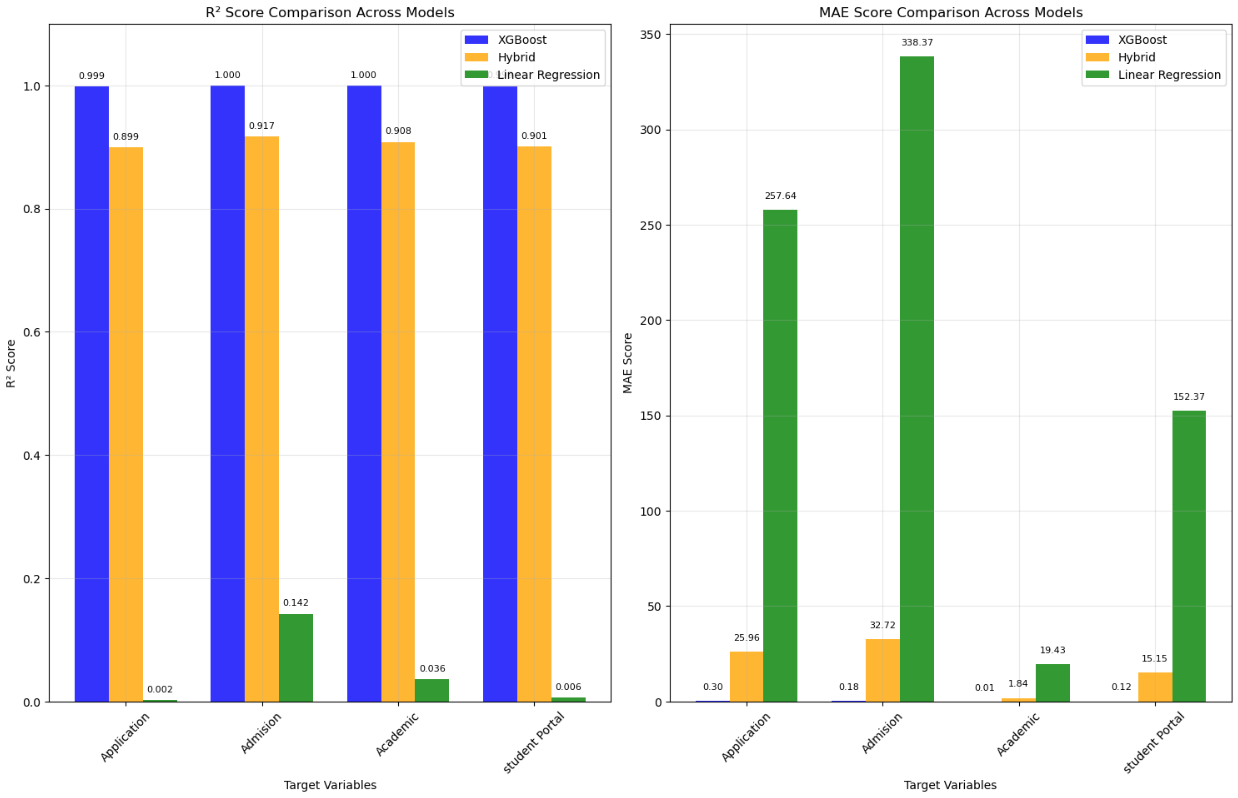 R² Score Comparison Across Models
XGBoost
Hybrid
Linear Regression
0.999
1.000
1.000
0.899
0.917
0.908
0.901
0.002
0.142
0.036
0.006
1.0
0.8
0.6
0.4
0.2
0.0
R² Score
Application
Admision
Academic
student Portal
Target Variables
MAE Score Comparison Across Models
XGBoost
Hybrid
Linear Regression
350
300
250
200
150
100
50
0
MAE Score
0.30
25.96
257.64
0.18
32.72
338.37
0.01
1.84
19.43
0.12
15.15
152.37
Application
Admision
Academic
student Portal
Target Variables